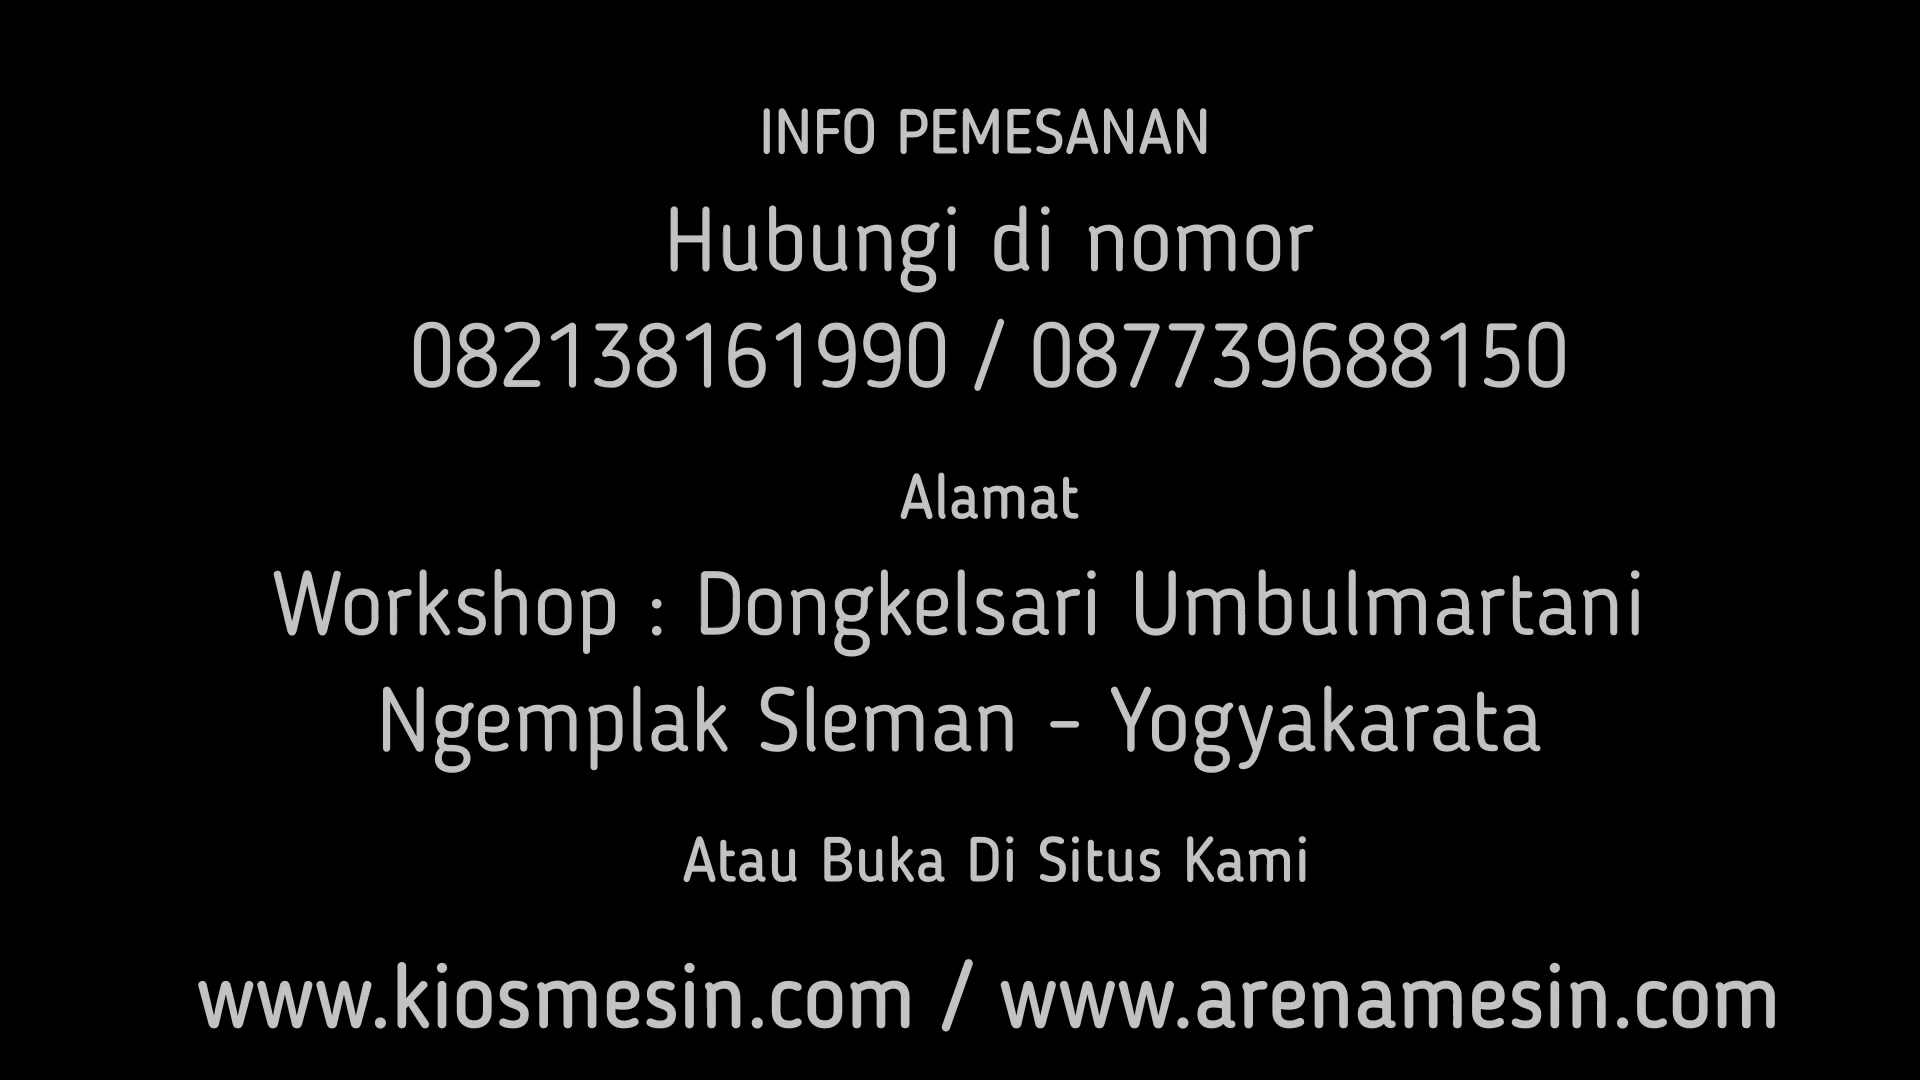 INFO PEMESANAN
Hubungi di nomor
082138161990 / 087739688150
Alamat
Workshop : Dongkelsari Umbulmartani
Ngemplak Sleman - Yogyakarata
Atau Buka Di Situs Kami
www.kiosmesin.com / www.arenamesin.com